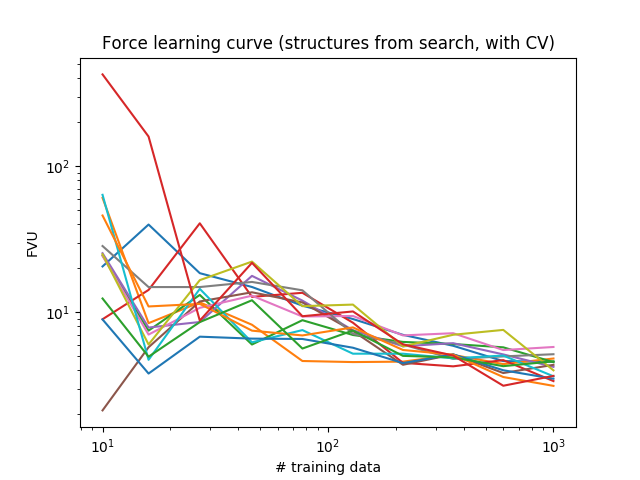 Force learning curve (structures from search, with CV)
FVU
10²
10¹
10¹ 10² 10³
# training data